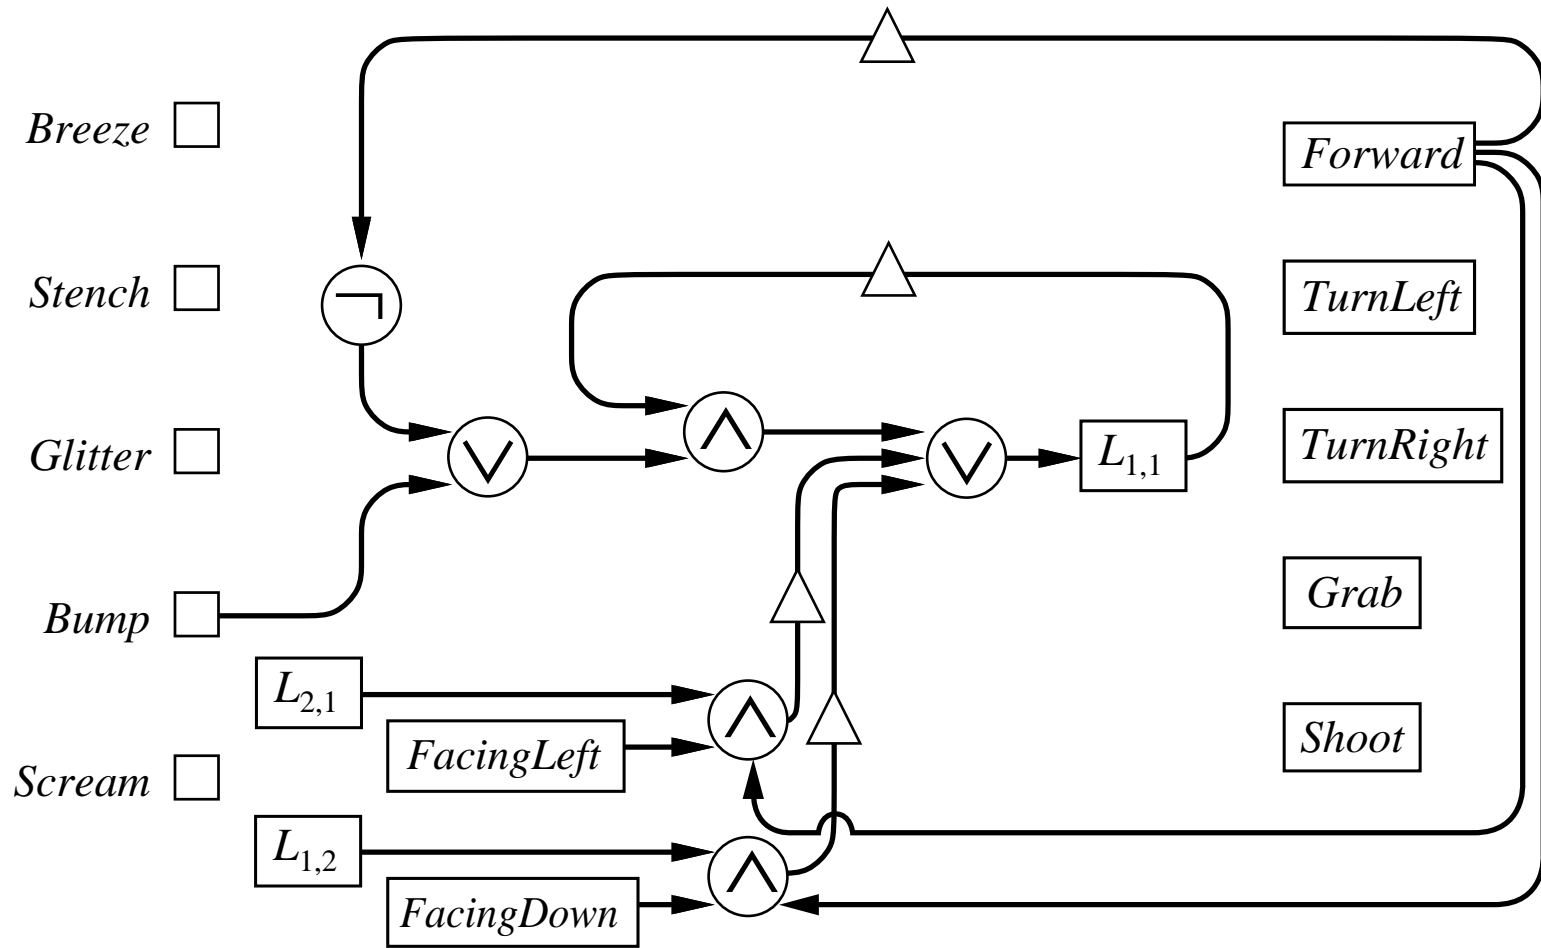 Breeze
Stench
Glitter
Bump
Scream
¬
∨
∧
∨
L1,1
L2,1
FacingLeft
∧
L1,2
FacingDown
∧
Forward
TurnLeft
TurnRight
Grab
Shoot